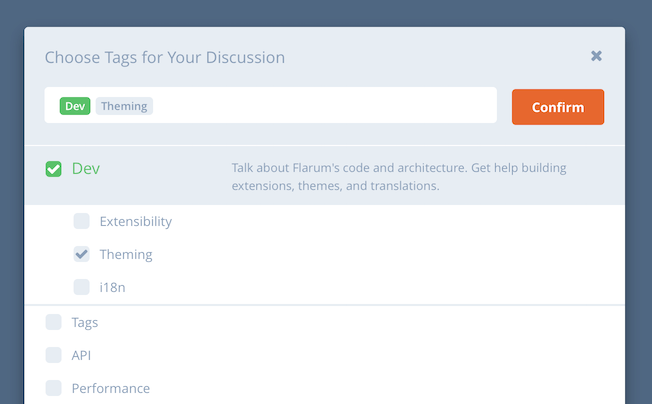 Choose Tags for Your Discussion
Dev Theming
Confirm
Dev
Talk about Flarum's code and architecture. Get help building
extensions, themes, and translations.
Extensibility
Theming
i18n
Tags
API
Performance